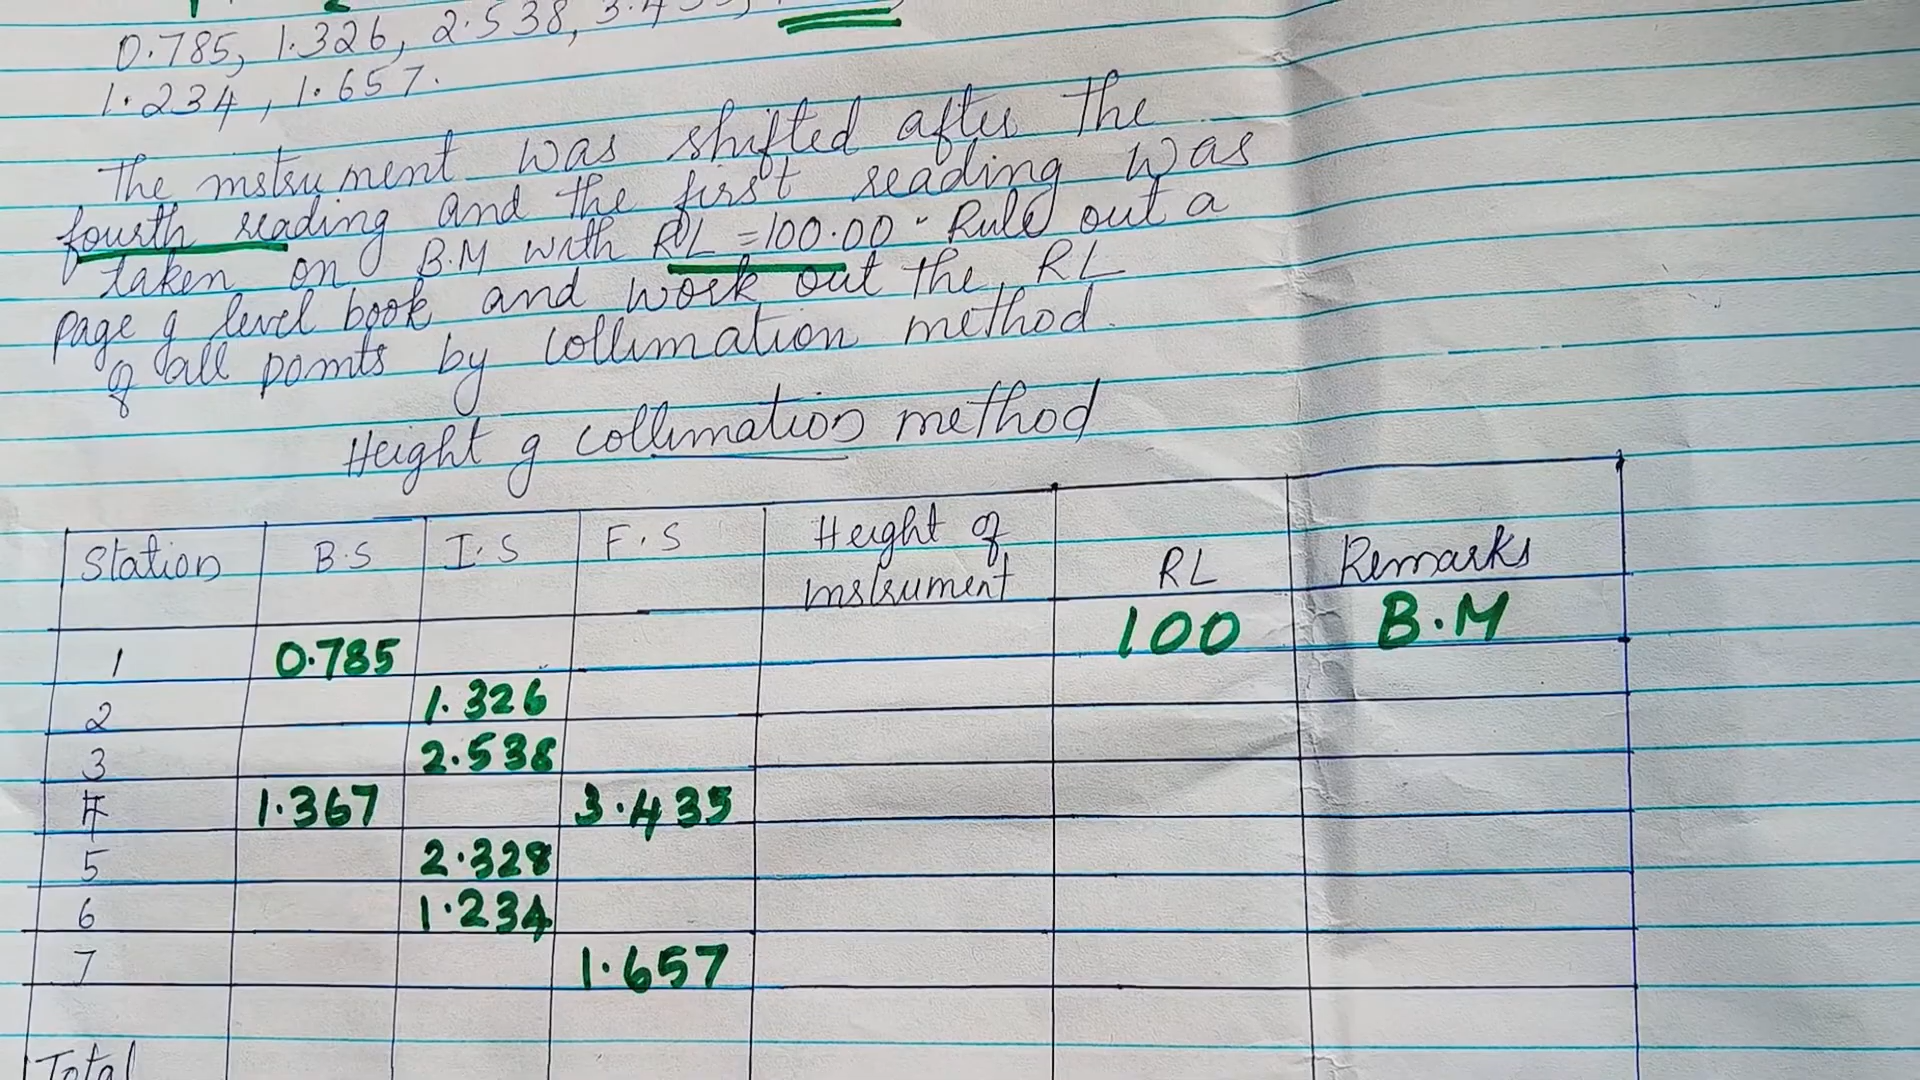 0.785, 1.326, 2.538,
1.234, 1.657.
The instrument was shifted after the
fourth reading and the first reading was
taken on B.M with RL =100.00. Rule out a
page of level book and work out the RL
of all points by collimation method.
Height of collimation method
Station B.S I.S F.S Height of instrument RL Remarks
1 0.785 100 B.M
2 1.326
3 2.538
4 1.367 3.435
5 2.328
6 1.234
7 1.657
Total